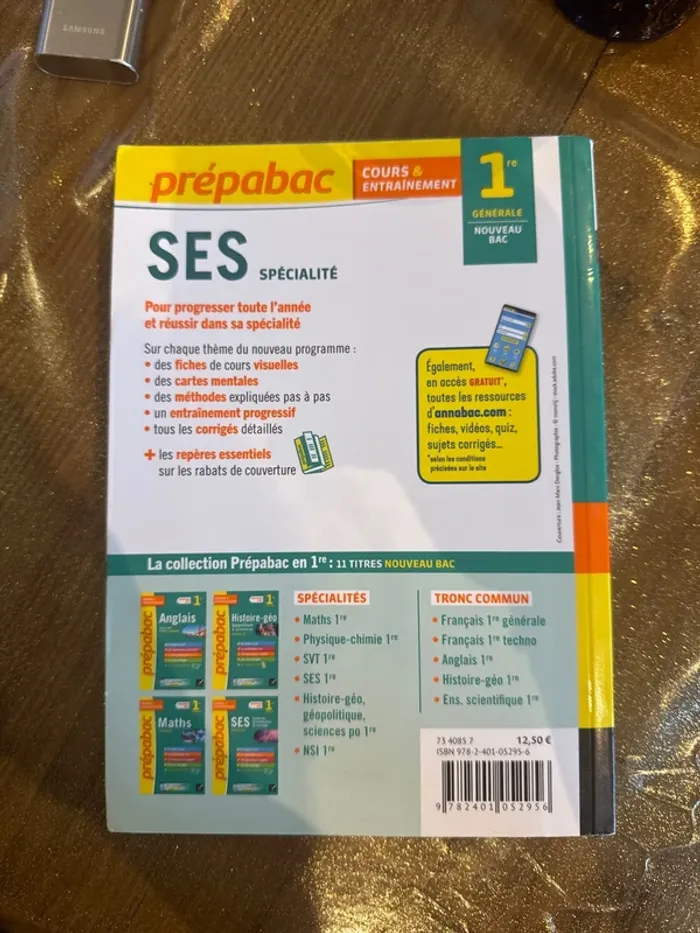 SAMSUNG
prépabac
COURS &
ENTRAÎNEMENT
1re
GÉNÉRALE
NOUVEAU
BAC
SES SPÉCIALITÉ
Pour progresser toute l'année
et réussir dans sa spécialité
Sur chaque thème du nouveau programme :
• des fiches de cours visuelles
• des cartes mentales
• des méthodes expliquées pas à pas
• un entraînement progressif
• tous les corrigés détaillés
+ les repères essentiels
sur les rabats de couverture
Également,
en accès GRATUIT*,
toutes les ressources
d'annabac.com :
fiches, vidéos, quiz,
sujets corrigés...
*selon les conditions
précisées sur le site
La collection Prépabac en 1re : 11 TITRES NOUVEAU BAC
prépabac
Anglais
1re
prépabac
Histoire-géo
1re
prépabac
Maths
1re
prépabac
SES
1re
SPÉCIALITÉS
• Maths 1re
• Physique-chimie 1re
• SVT 1re
• SES 1re
• Histoire-géo,
géopolitique,
sciences po 1re
• NSI 1re
TRONC COMMUN
• Français 1re générale
• Français 1re techno
• Anglais 1re
• Histoire-géo 1re
• Ens. scientifique 1re
73 4085 7
12,50 €
ISBN 978-2-401-05295-6
9 782401 052956